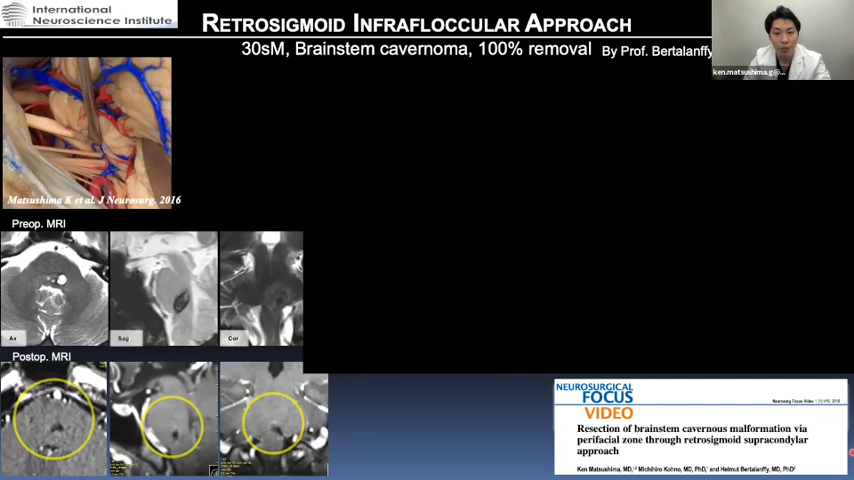 International
Neuroscience Institute
RETROSIGMOID INFRAFLOCCULAR APPROACH
30sM, Brainstem cavernoma, 100% removal By Prof. Bertalanffy
ken.matsushima.g@...
Matsushima K et al. J Neurosurg, 2016
Preop. MRI
Ax
Sag
Cor
Postop. MRI
NEUROSURGICAL
FOCUS
VIDEO
Resection of brainstem cavernous malformation via
perifacial zone through retrosigmoid supracondylar
approach
Ken Matsushima, MD, Michihiro Kohno, MD, PhD, and Helmut Bertalanffy, MD, PhD